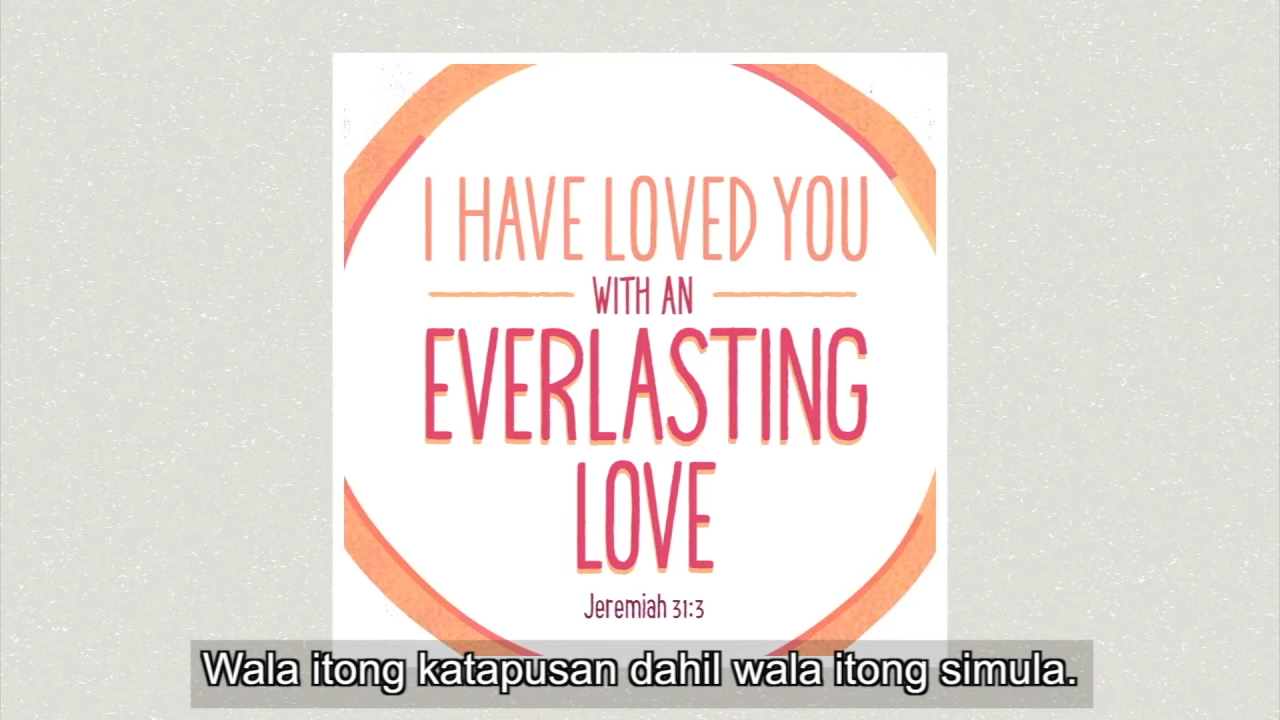 I HAVE LOVED YOU
WITH AN
EVERLASTING
LOVE
Jeremiah 31:3
Wala itong katapusan dahil wala itong simula.